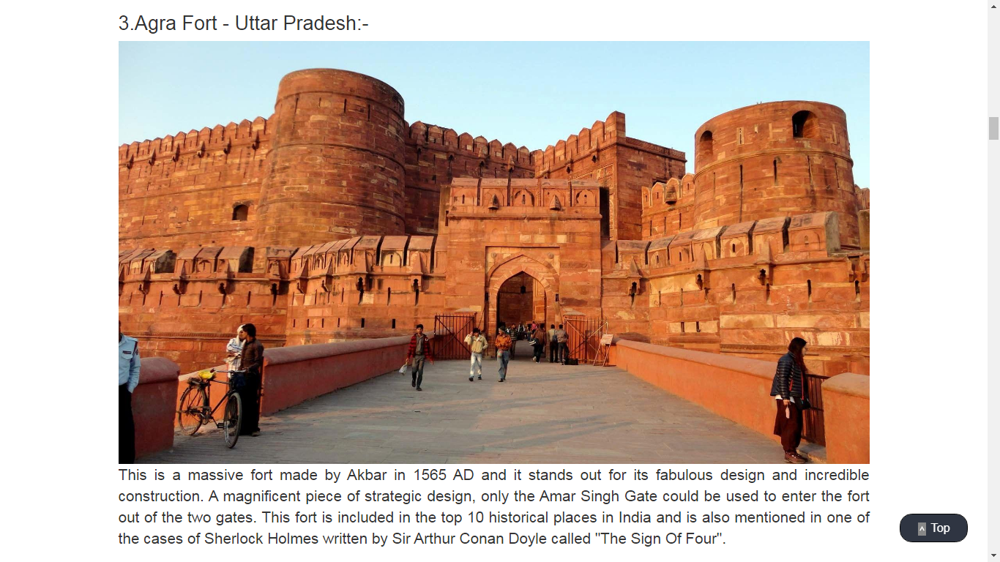 3.Agra Fort - Uttar Pradesh:-
This is a massive fort made by Akbar in 1565 AD and it stands out for its fabulous design and incredible
construction. A magnificent piece of strategic design, only the Amar Singh Gate could be used to enter the fort
out of the two gates. This fort is included in the top 10 historical places in India and is also mentioned in one of
the cases of Sherlock Holmes written by Sir Arthur Conan Doyle called "The Sign Of Four".
Top